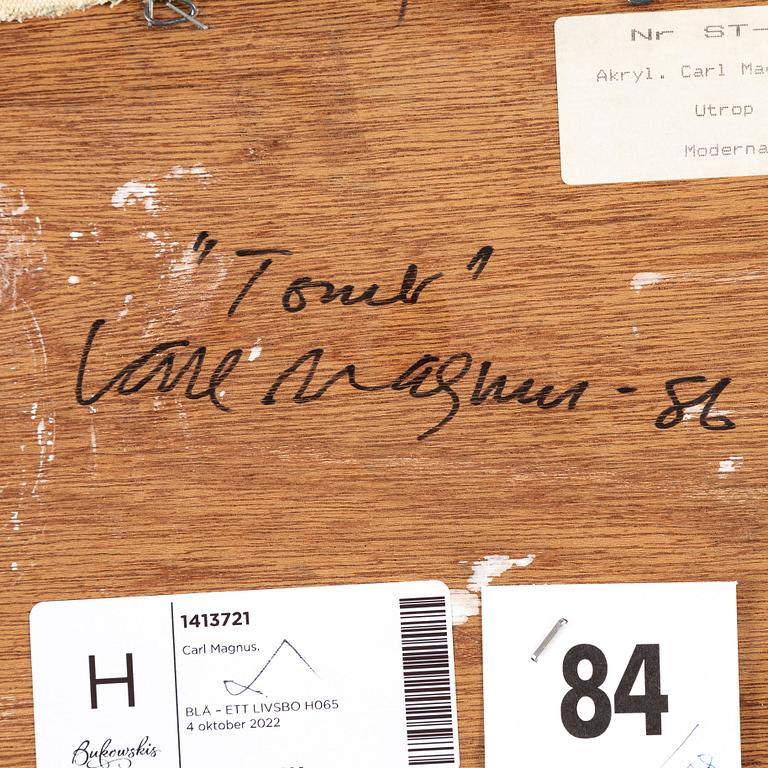 Nr ST-
Akryl. Carl Ma
Utrop
Moderna
"Tomb"
Carl Magnus - 86
1413721
Carl Magnus.
H
BLÅ - ETT LIVSBO H065
4 oktober 2022
Bukowskis
84